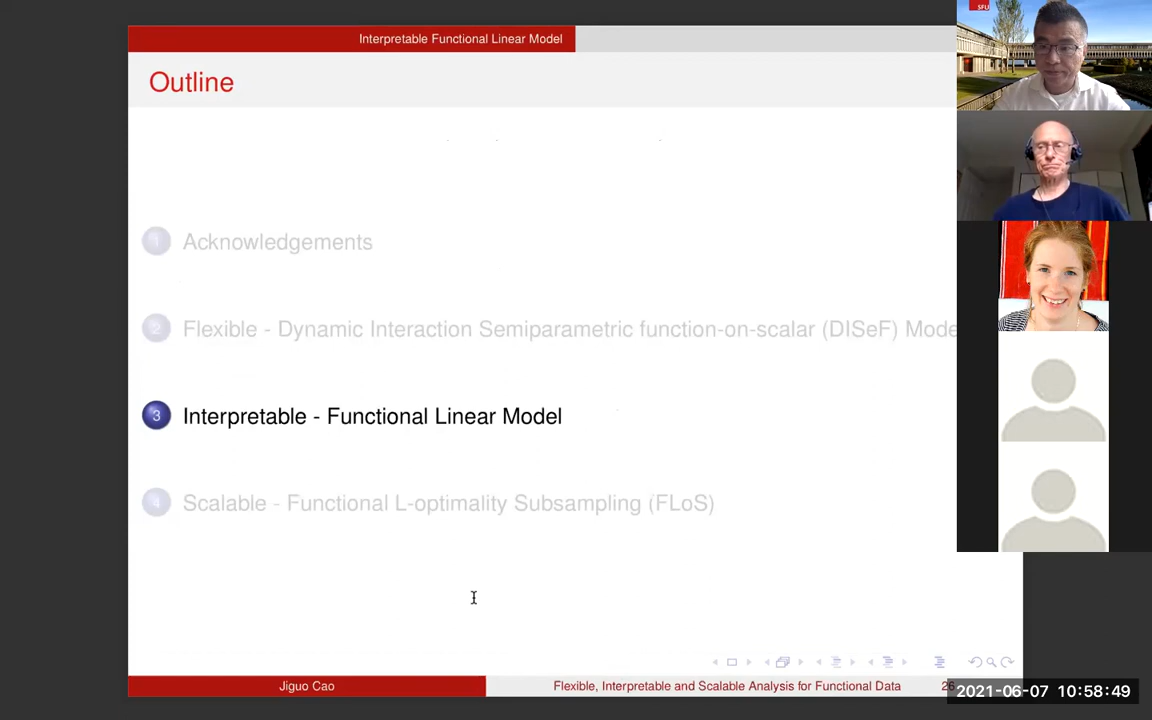 Interpretable Functional Linear Model
SFU
Outline
1 Acknowledgements
2 Flexible - Dynamic Interaction Semiparametric function-on-scalar (DISeF) Mode
3 Interpretable - Functional Linear Model
4 Scalable - Functional L-optimality Subsampling (FLoS)
Jiguo Cao
Flexible, Interpretable and Scalable Analysis for Functional Data
26
2021-06-07 10:58:49